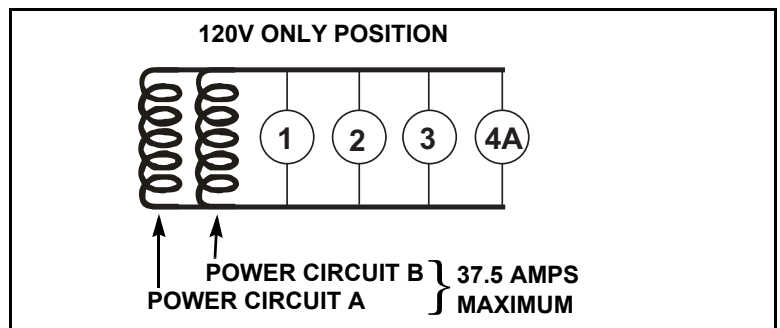 120V ONLY POSITION
1 2 3 4A
POWER CIRCUIT B } 37.5 AMPS
POWER CIRCUIT A MAXIMUM